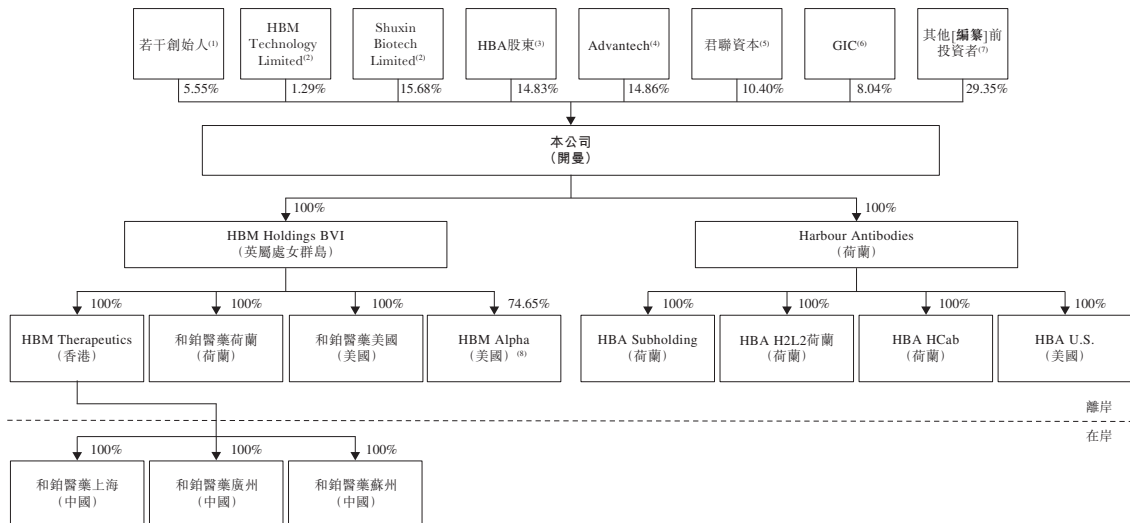 若干創始人(1)
HBM
Technology
Limited(2)
Shuxin
Biotech
Limited(2)
HBA股東(3)
Advantech(4)
君聯資本(5)
GIC(6)
其他[編纂]前
投資者(7)
5.55%
1.29%
15.68%
14.83%
14.86%
10.40%
8.04%
29.35%
本公司
（開曼）
100%
100%
HBM Holdings BVI
（英屬處女群島）
Harbour Antibodies
（荷蘭）
100%
100%
100%
74.65%
100%
100%
100%
100%
HBM Therapeutics
（香港）
和鉑醫藥荷蘭
（荷蘭）
和鉑醫藥美國
（美國）
HBM Alpha
（美國）(8)
HBA Subholding
（荷蘭）
HBA H2L2荷蘭
（荷蘭）
HBA HCab
（荷蘭）
HBA U.S.
（美國）
離岸
在岸
100%
100%
100%
和鉑醫藥上海
（中國）
和鉑醫藥廣州
（中國）
和鉑醫藥蘇州
（中國）